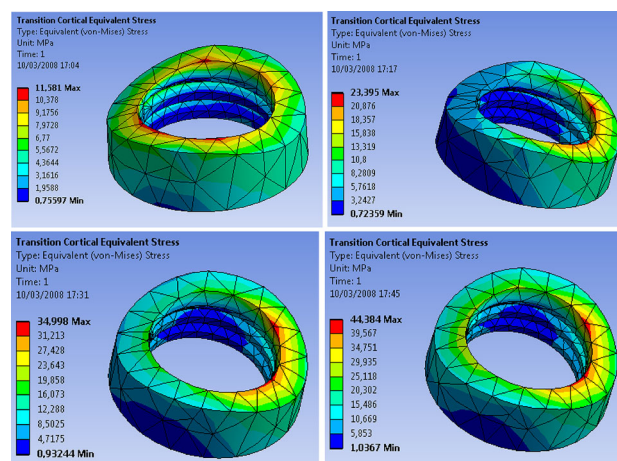 Transition Cortical Equivalent Stress
Type: Equivalent (von-Mises) Stress
Unit: MPa
Time: 1
10/03/2008 17:04
11,581 Max
10,378
9,1756
7,9728
6,77
5,5672
4,3644
3,1616
1,9588
0,75597 Min
Transition Cortical Equivalent Stress
Type: Equivalent (von-Mises) Stress
Unit: MPa
Time: 1
10/03/2008 17:17
23,395 Max
20,876
18,357
15,838
13,319
10,8
8,2809
5,7618
3,2427
0,72359 Min
Transition Cortical Equivalent Stress
Type: Equivalent (von-Mises) Stress
Unit: MPa
Time: 1
10/03/2008 17:31
34,998 Max
31,213
27,428
23,643
19,858
16,073
12,288
8,5025
4,7175
0,93244 Min
Transition Cortical Equivalent Stress
Type: Equivalent (von-Mises) Stress
Unit: MPa
Time: 1
10/03/2008 17:45
44,384 Max
39,567
34,751
29,935
25,118
20,302
15,486
10,669
5,853
1,0367 Min